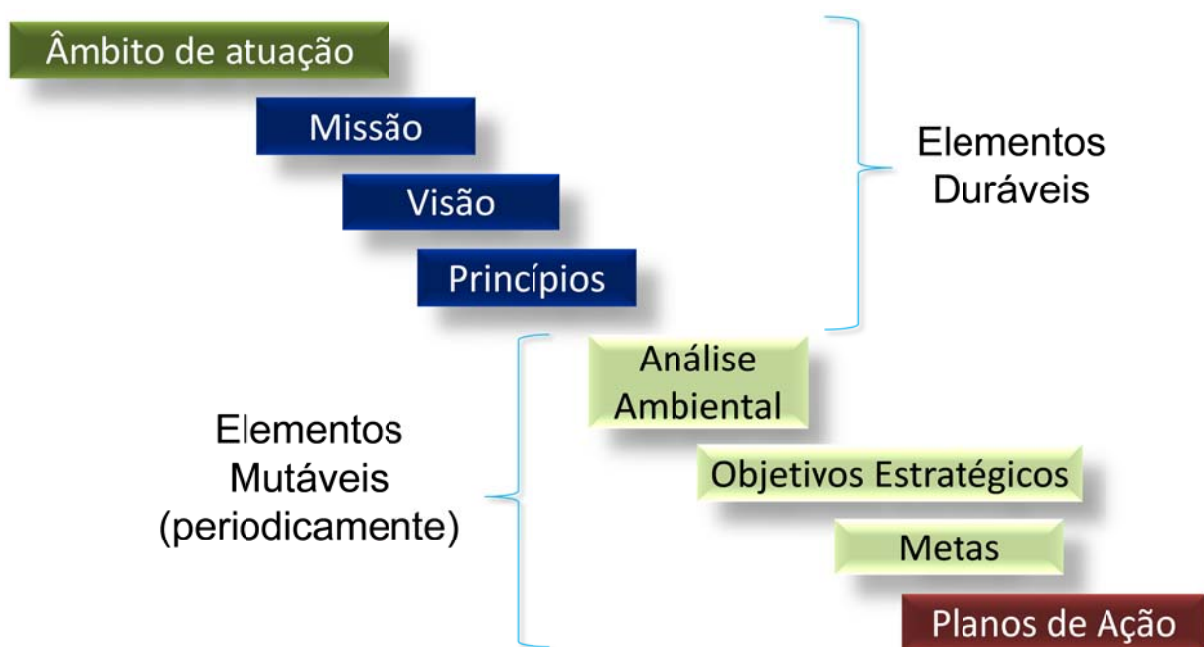 Âmbito de atuação
Missão
Visão
Princípios
Elementos
Duráveis
Análise
Ambiental
Objetivos Estratégicos
Metas
Planos de Ação
Elementos
Mutáveis
(periodicamente)